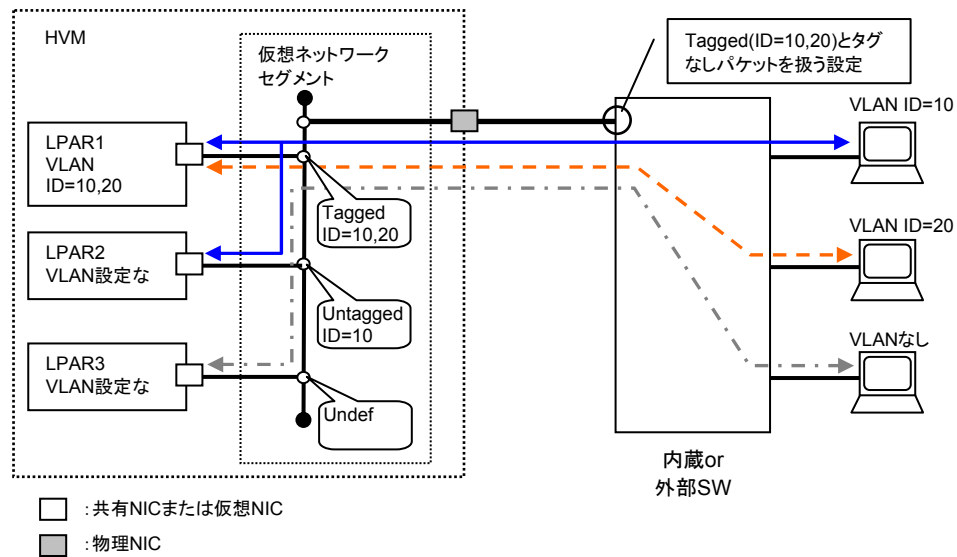 HVM
仮想ネットワーク
セグメント
Tagged(ID=10,20)とタグ
なしパケットを扱う設定
VLAN ID=10
LPAR1
VLAN
ID=10,20
Tagged
ID=10,20
VLAN ID=20
LPAR2
VLAN設定な
Untagged
ID=10
VLANなし
LPAR3
VLAN設定な
Undef
内蔵or
外部SW
:共有NICまたは仮想NIC
:物理NIC